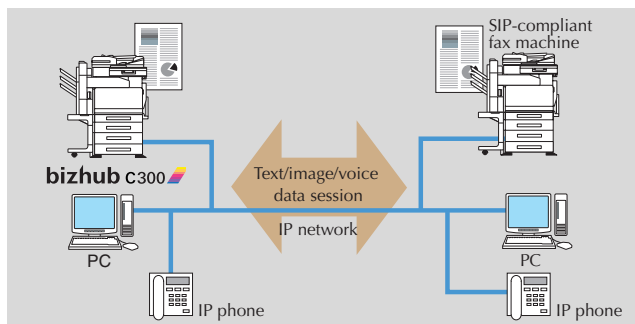 SIP-compliant
fax machine
bizhub C300
Text/image/voice
data session
IP network
PC
PC
IP phone
IP phone